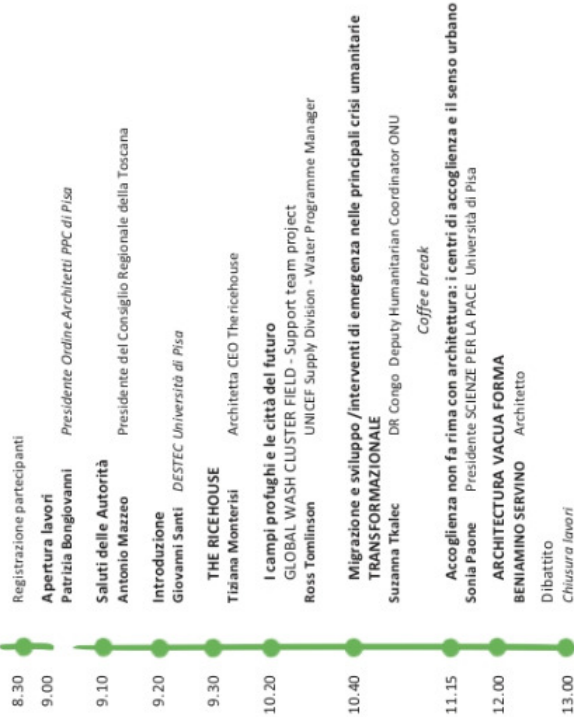 8.30 Registrazione partecipanti
9.00 Apertura lavori
Patrizia Bongiovanni Presidente Ordine Architetti PPC di Pisa
9.10 Saluti delle Autorità
Antonio Mazzeo Presidente del Consiglio Regionale della Toscana
9.20 Introduzione
Giovanni Santi DESTEC Università di Pisa
9.30 THE RICEHOUSE
Tiziana Monterisi Architetta CEO Thericehouse
10.20 I campi profughi e le città del futuro
GLOBAL WASH CLUSTER FIELD - Support team project
Ross Tomlinson UNICEF Supply Division - Water Programme Manager
10.40 Migrazione e sviluppo /interventi di emergenza nelle principali crisi umanitarie
TRANSFORMAZIONALE
Suzanna Tkalec DR Congo Deputy Humanitarian Coordinator ONU
Coffee break
11.15 Accoglienza non fa rima con architettura: i centri di accoglienza e il senso urbano
Sonia Paone Presidente SCIENZE PER LA PACE Università di Pisa
12.00 ARCHITECTURA VACUA FORMA
BENIAMINO SERVINO Architetto
Dibattito
13.00 Chiusura lavori